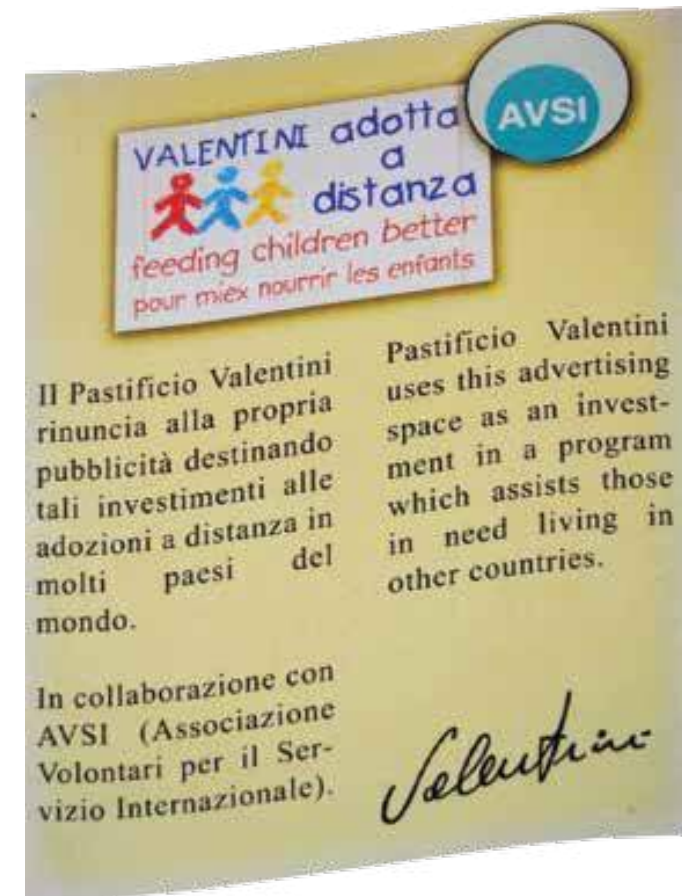 AVSI
VALENTINI adotta
a
distanza
feeding children better
pour miex nourrir les enfants
Il Pastificio Valentini
rinuncia alla propria
pubblicità destinando
tali investimenti alle
adozioni a distanza in
molti paesi del
mondo.
In collaborazione con
AVSI (Associazione
Volontari per il Ser-
vizio Internazionale).
Pastificio Valentini
uses this advertising
space as an invest-
ment in a program
which assists those
in need living in
other countries.
Valentini